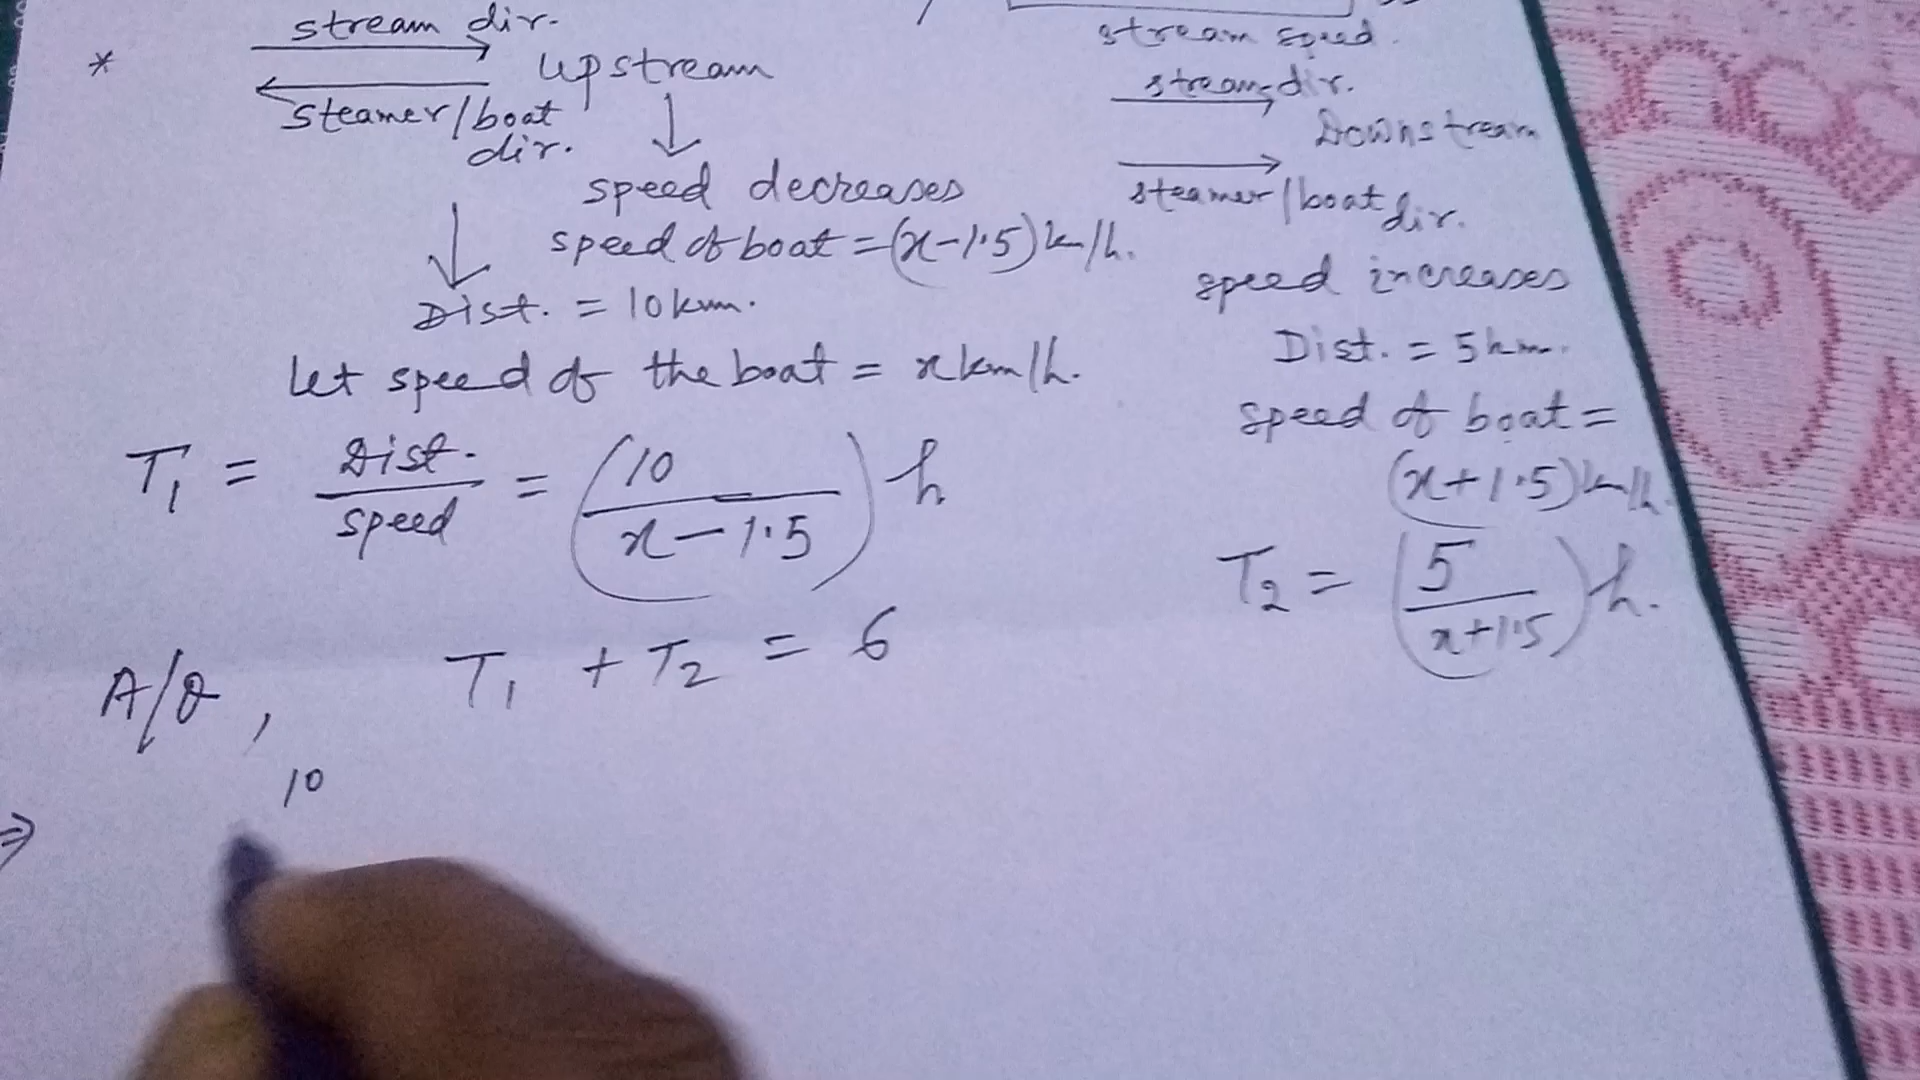 stream dir.
* upstream
steamer/boat
dir.
speed decreases
speed of boat = (x-1.5) km/h.
Dist. = 10 km.
Let speed of the boat = x km/h.
T1 = Dist. / speed = (10 / x - 1.5) h
A/Q, T1 + T2 = 6
⇒ 10
stream speed.
stream dir.
Downstream
steamer/boat dir.
speed increases
Dist. = 5 km.
speed of boat =
(x+1.5) km/h.
T2 = (5 / x+1.5) h.